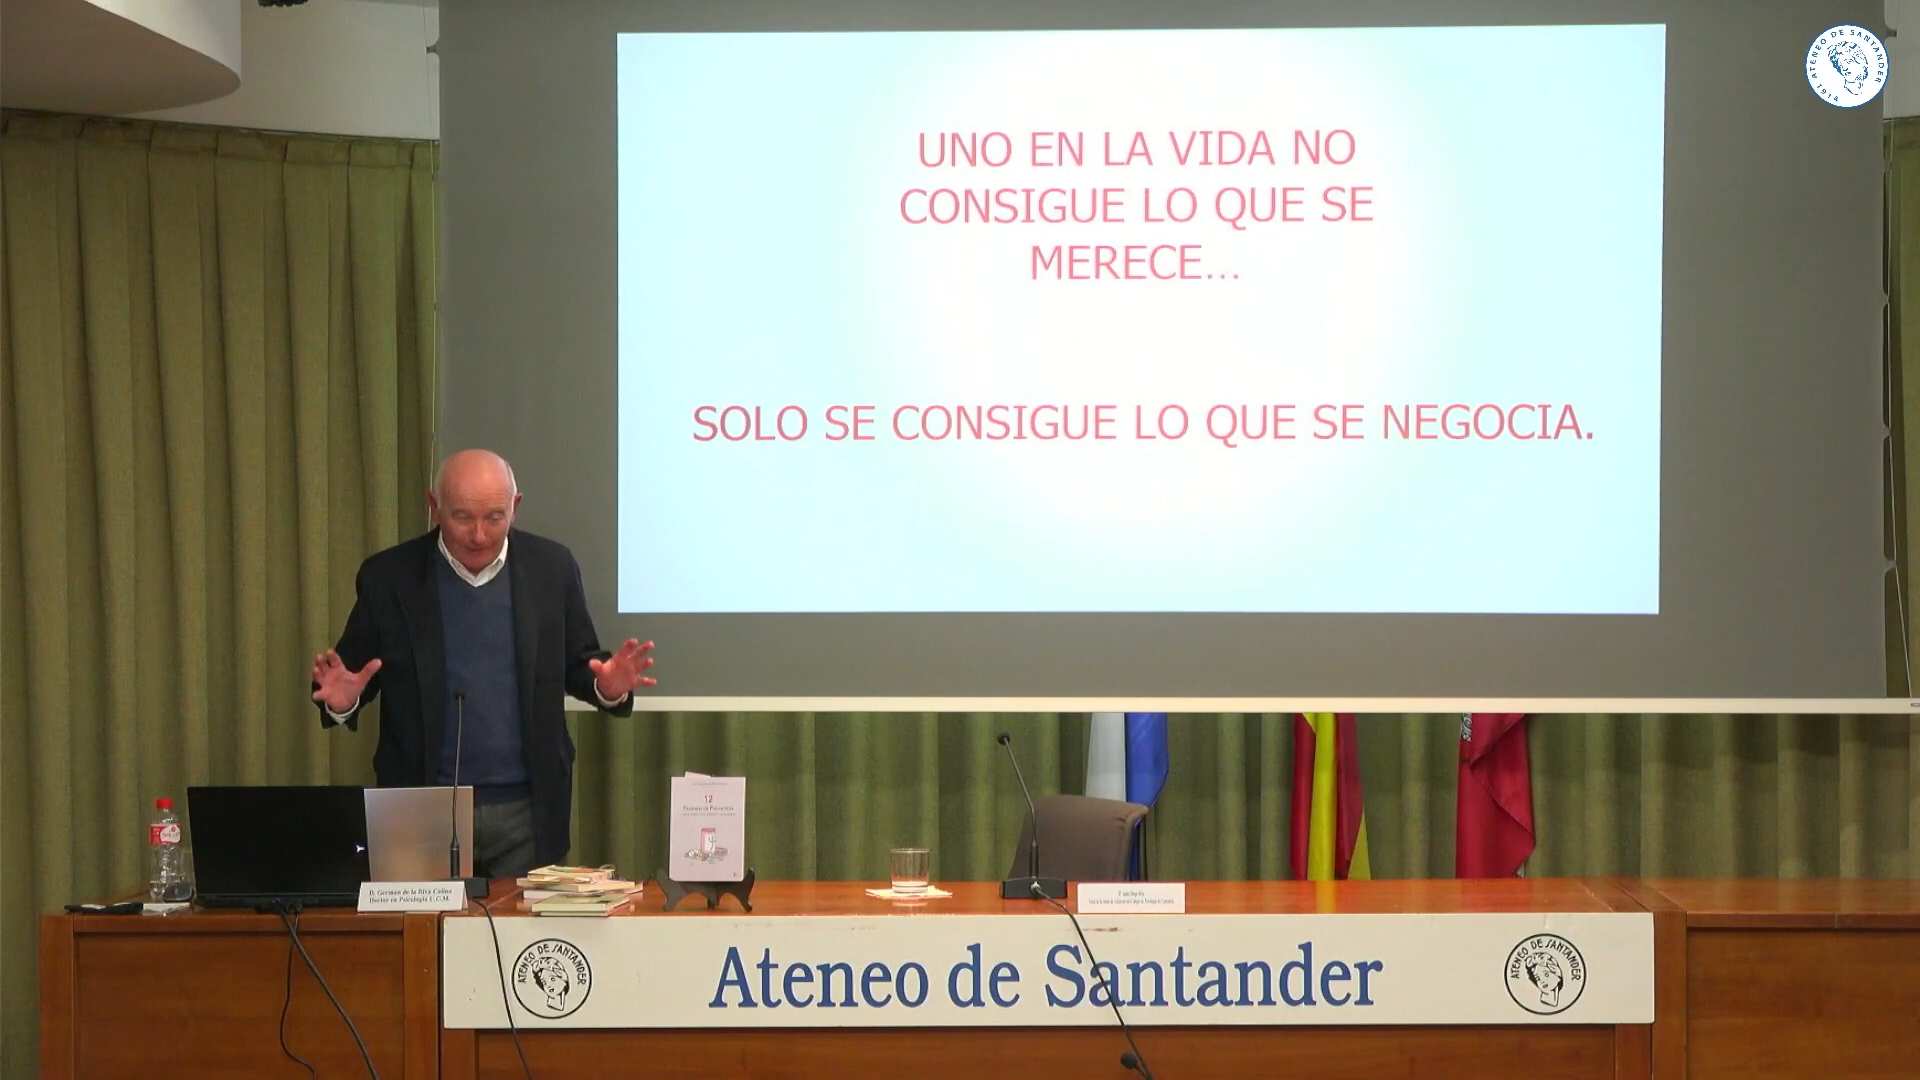 ATENEO DE SANTANDER
1914
UNO EN LA VIDA NO
CONSIGUE LO QUE SE
MERECE...
SOLO SE CONSIGUE LO QUE SE NEGOCIA.
12
D. German de la Riva Colina
Doctor en Psicología U.C.M.
ATENEO DE SANTANDER
Ateneo de Santander
ATENEO DE SANTANDER